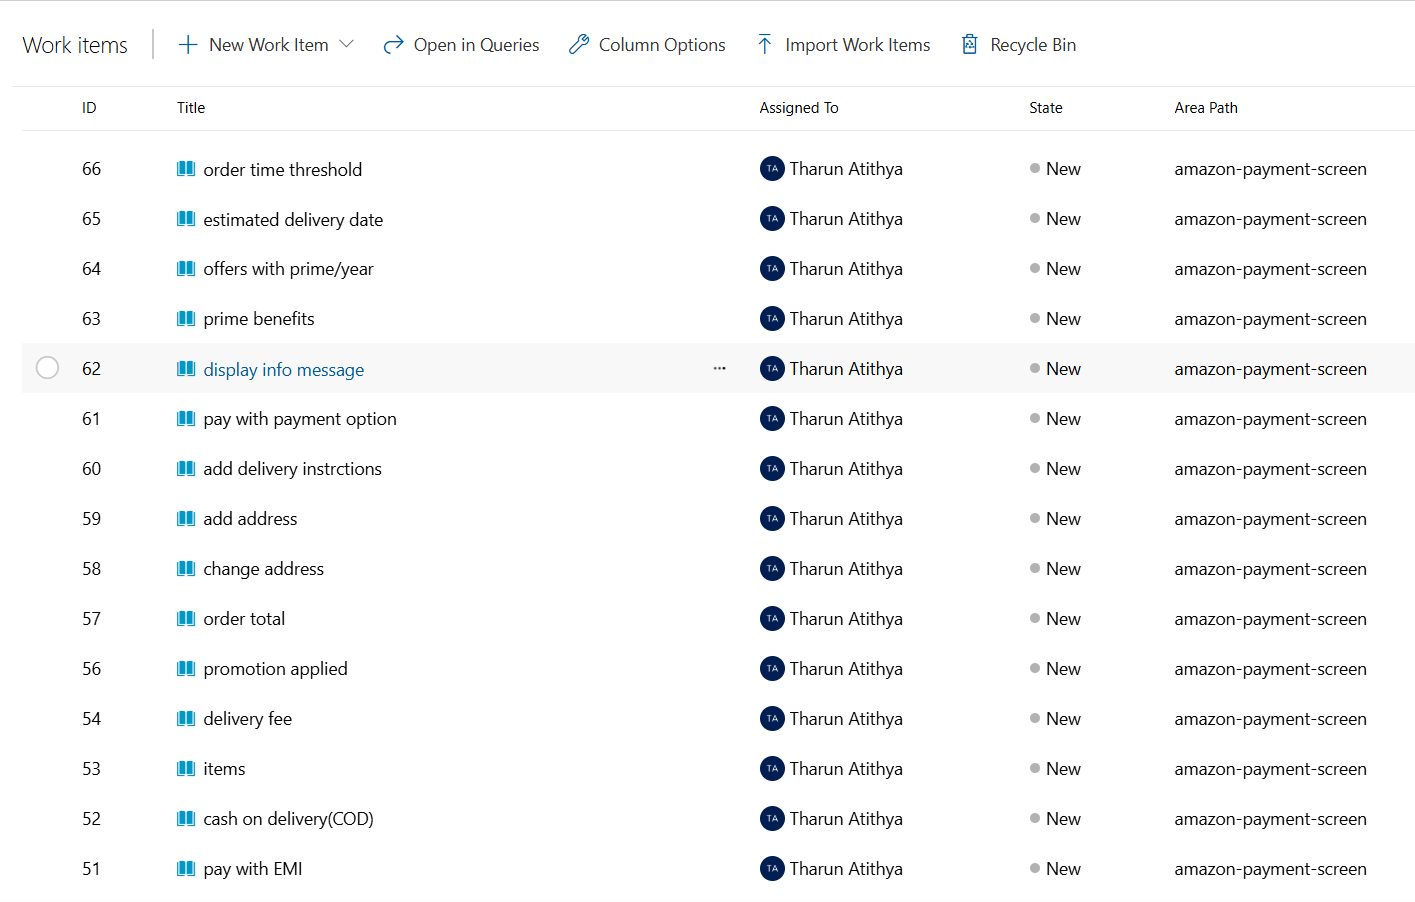 Work items New Work Item Open in Queries Column Options Import Work Items Recycle Bin
ID Title Assigned To State Area Path
66 order time threshold TA Tharun Atithya New amazon-payment-screen
65 estimated delivery date TA Tharun Atithya New amazon-payment-screen
64 offers with prime/year TA Tharun Atithya New amazon-payment-screen
63 prime benefits TA Tharun Atithya New amazon-payment-screen
62 display info message ... TA Tharun Atithya New amazon-payment-screen
61 pay with payment option TA Tharun Atithya New amazon-payment-screen
60 add delivery instrctions TA Tharun Atithya New amazon-payment-screen
59 add address TA Tharun Atithya New amazon-payment-screen
58 change address TA Tharun Atithya New amazon-payment-screen
57 order total TA Tharun Atithya New amazon-payment-screen
56 promotion applied TA Tharun Atithya New amazon-payment-screen
54 delivery fee TA Tharun Atithya New amazon-payment-screen
53 items TA Tharun Atithya New amazon-payment-screen
52 cash on delivery(COD) TA Tharun Atithya New amazon-payment-screen
51 pay with EMI TA Tharun Atithya New amazon-payment-screen